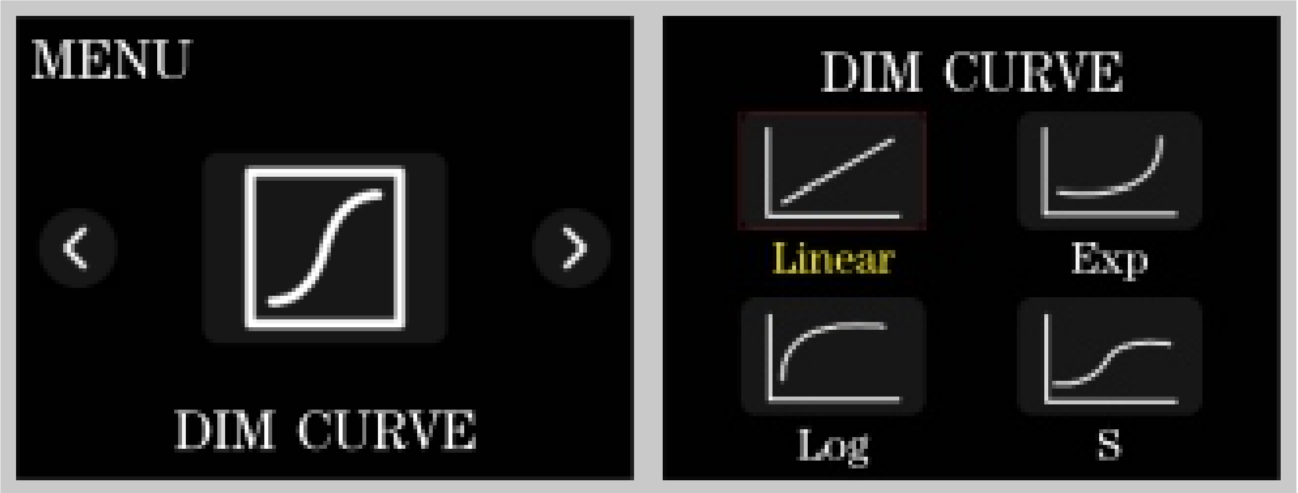 MENU
DIM CURVE
DIM CURVE
Linear
Exp
Log
S